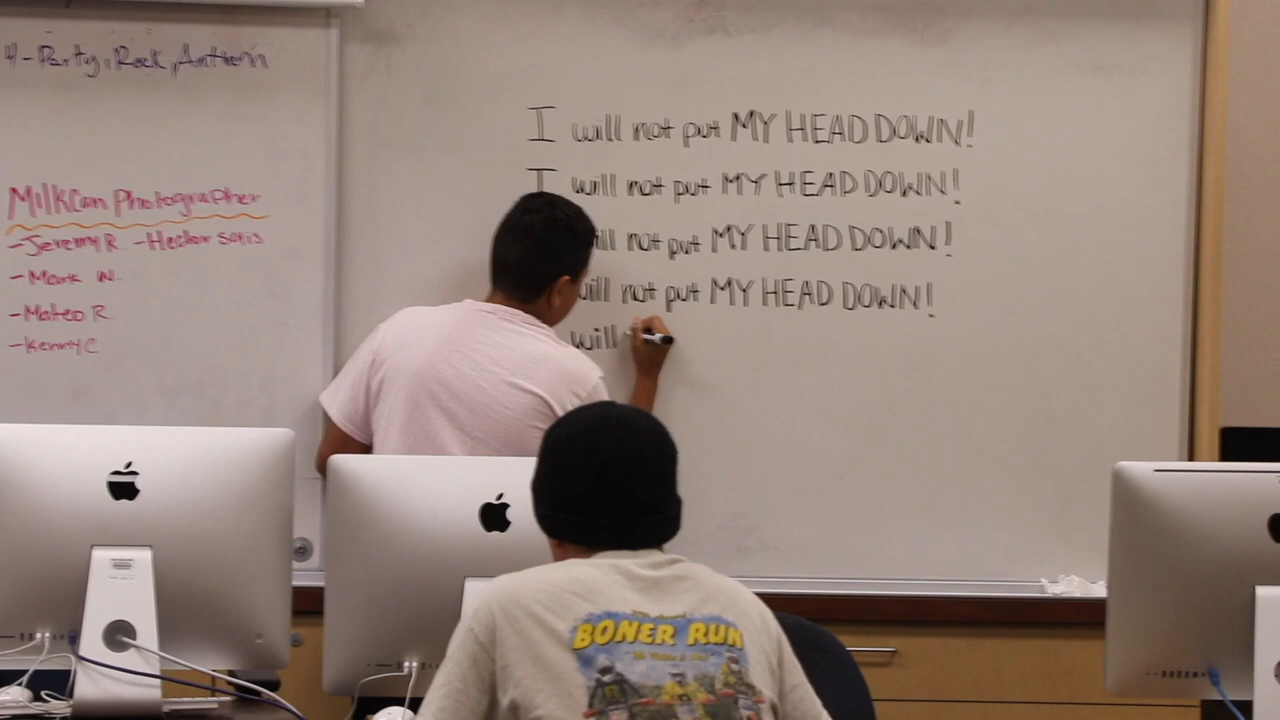 4-Party Rock Anthem
MilkCan Photographer
-Jeremy R. -Hector solis
-Mark W.
-Mateo R.
-Kenny C
I will not put MY HEAD DOWN!
I will not put MY HEAD DOWN!
ill not put MY HEAD DOWN!
will not put MY HEAD DOWN!
will
BONER RUN